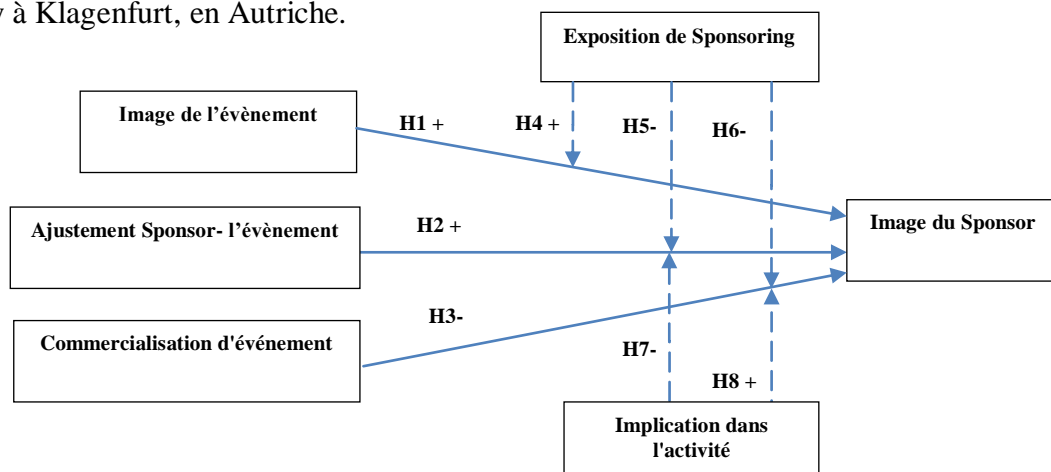 à Klagenfurt, en Autriche.
Exposition de Sponsoring
Image de l'évènement
H1 +
H4 +
H5-
H6-
Ajustement Sponsor- l'évènement
H2 +
Image du Sponsor
Commercialisation d'événement
H3-
H7-
H8 +
Implication dans
l'activité